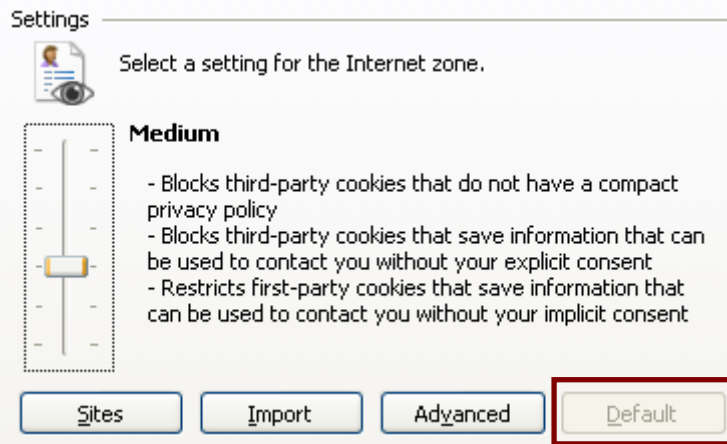 Settings
Select a setting for the Internet zone.
Medium
- Blocks third-party cookies that do not have a compact
privacy policy
- Blocks third-party cookies that save information that can
be used to contact you without your explicit consent
- Restricts first-party cookies that save information that
can be used to contact you without your implicit consent
Sites Import Advanced Default